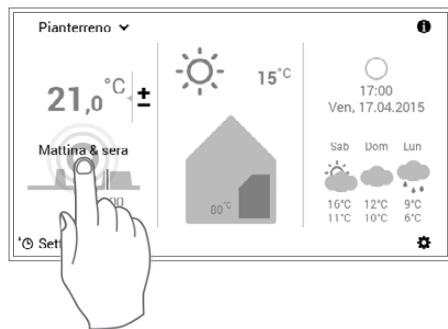 Pianterreno
21,0 °C ±
15°C
17:00
Ven, 17.04.2015
Mattina & sera
Sab Dom Lun
16°C 12°C 9°C
11°C 10°C 6°C
80°C